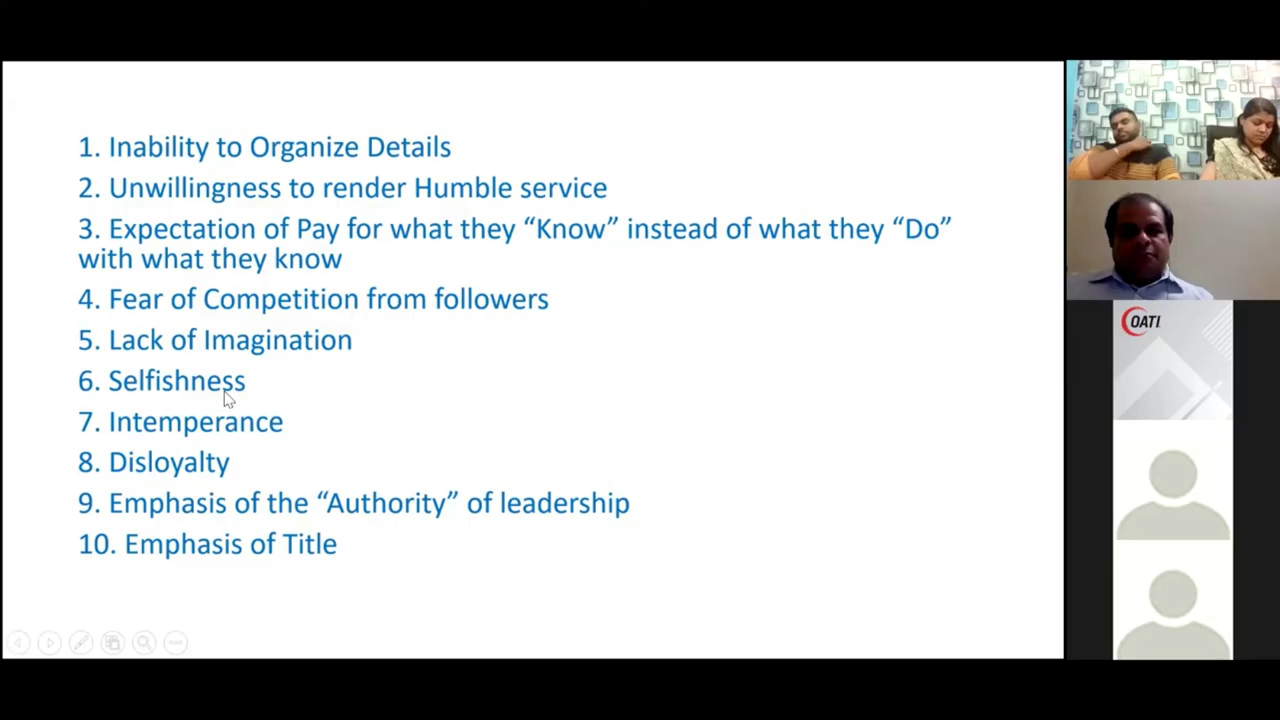 1. Inability to Organize Details
2. Unwillingness to render Humble service
3. Expectation of Pay for what they “Know” instead of what they “Do”
with what they know
4. Fear of Competition from followers
5. Lack of Imagination
6. Selfishness
7. Intemperance
8. Disloyalty
9. Emphasis of the “Authority” of leadership
10. Emphasis of Title
OATI